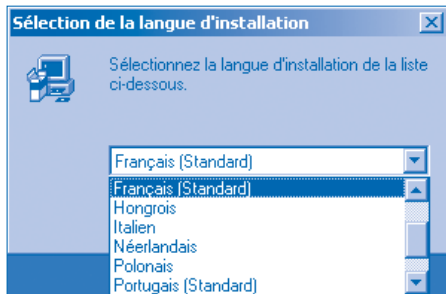 Sélection de la langue d'installation
Sélectionnez la langue d'installation de la liste
ci-dessous.
Français (Standard)
Français (Standard)
Hongrois
Italien
Néerlandais
Polonais
Portugais (Standard)